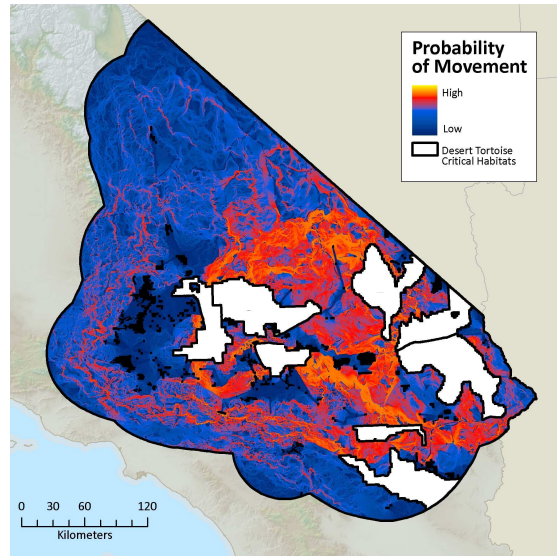 Probability
of Movement
High
Low
Desert Tortoise
Critical Habitats
0 30 60 120
Kilometers